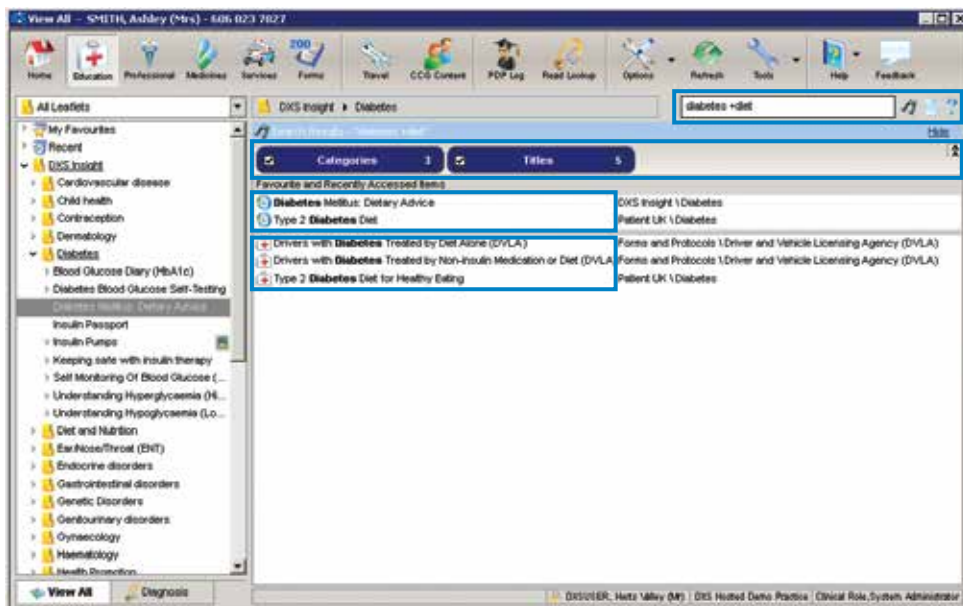 View All - SMITH, Ashley (Mrs) - 606 023 7827
200
Home Education Professional Medicines Services Forms Travel CCG Content PDP Log Read Lookup Options Refresh Tools Help Feedback
All Leaflets
DXS Insight Diabetes
diabetes +diet
My Favourites
Search Results - "diabetes +diet"
Hide
Recent
DXS Insight
Categories 3
Titles 5
Cardiovascular disease
Favourite and Recently Accessed Items
Child health
Diabetes Mellitus: Dietary Advice
DXS Insight \ Diabetes
Contraception
Type 2 Diabetes Diet
Patient UK \ Diabetes
Dermatology
Drivers with Diabetes Treated by Diet Alone (DVLA)
Forms and Protocols \ Driver and Vehicle Licensing Agency (DVLA)
Diabetes
Drivers with Diabetes Treated by Non-insulin Medication or Diet (DVLA
Forms and Protocols \ Driver and Vehicle Licensing Agency (DVLA)
Blood Glucose Diary (HbA1c)
Type 2 Diabetes Diet for Healthy Eating
Patient UK \ Diabetes
Diabetes Blood Glucose Self-Testing
Diabetes Mellitus: Dietary Advice
Insulin Passport
Insulin Pumps
Keeping safe with insulin therapy
Self Monitoring Of Blood Glucose (...
Understanding Hyperglycaemia (Hi...
Understanding Hypoglycaemia (Lo...
Diet and Nutrition
Ear/Nose/Throat (ENT)
Endocrine disorders
Gastrointestinal disorders
Genetic Disorders
Genitourinary disorders
Gynaecology
Haematology
Health Promotion
View All
Diagnosis
DXSUSER, Hertz Valley (Mr) DXS Hosted Demo Practice Clinical Role,System Administrator